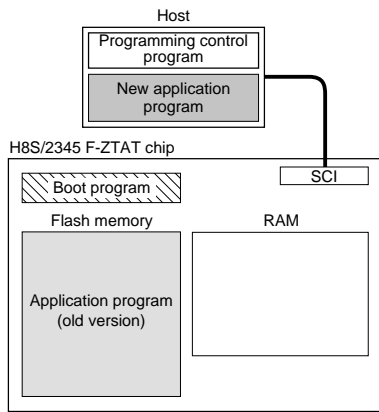 Host
Programming control
program
New application
program
H8S/2345 F-ZTAT chip
SCI
Boot program
Flash memory
RAM
Application program
(old version)